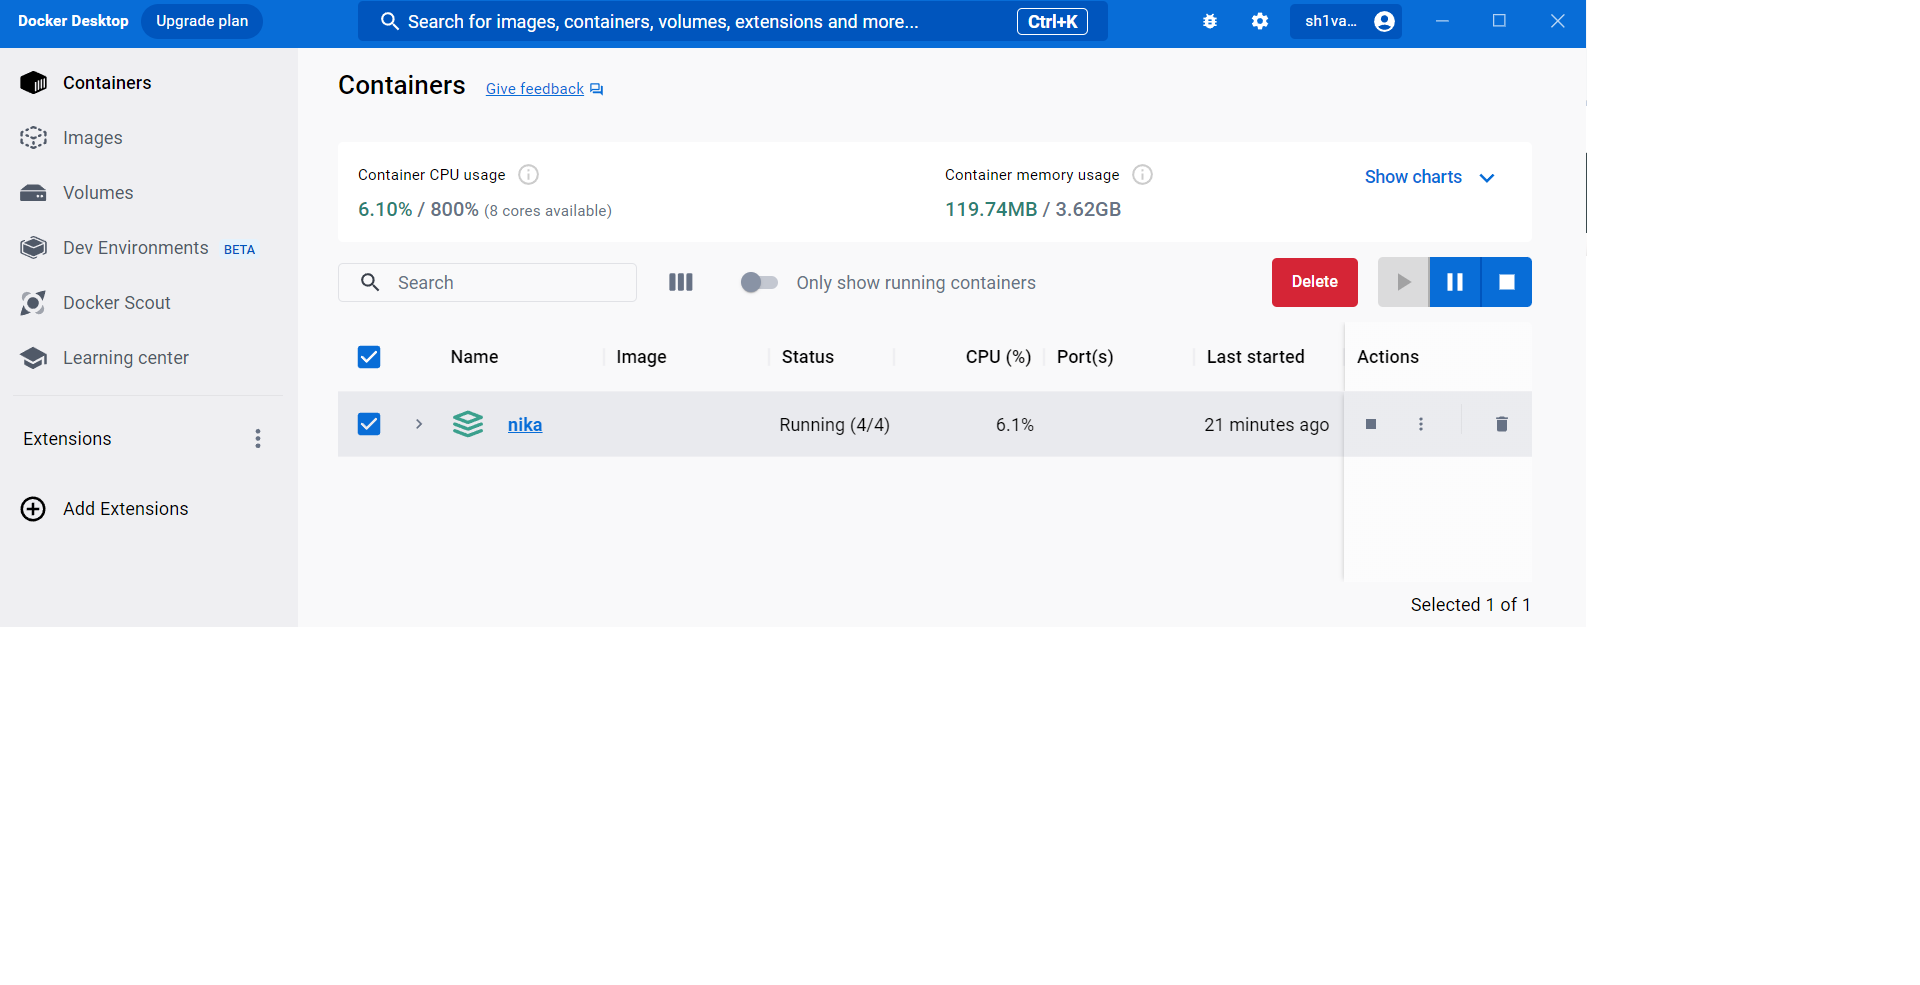 Docker Desktop Upgrade plan Search for images, containers, volumes, extensions and more... Ctrl+K sh1va...
Containers
Images
Volumes
Dev Environments BETA
Docker Scout
Learning center
Extensions
Add Extensions
Containers Give feedback
Container CPU usage
6.10% / 800% (8 cores available)
Container memory usage
119.74MB / 3.62GB
Show charts
Search Only show running containers Delete
Name Image Status CPU (%) Port(s) Last started Actions
nika Running (4/4) 6.1% 21 minutes ago
Selected 1 of 1